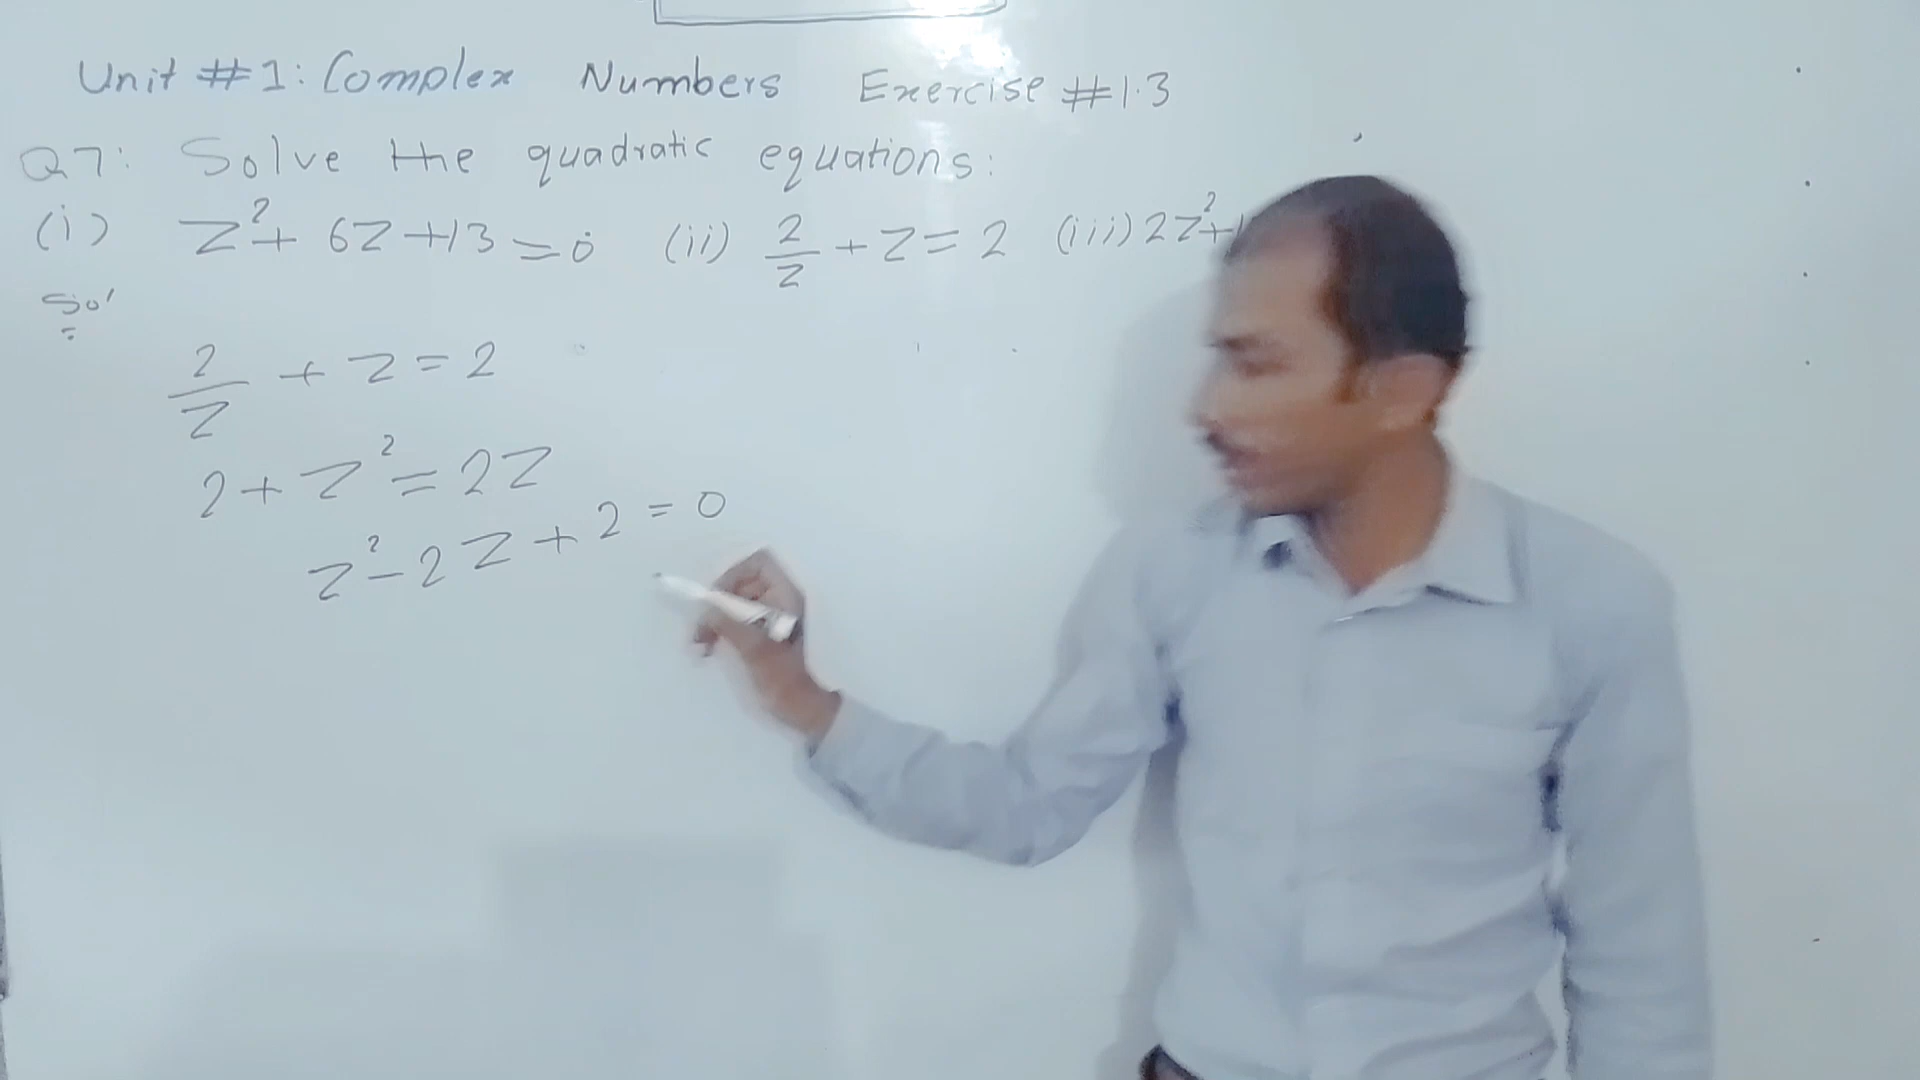 Unit #1: Complex Numbers Exercise #1.3
Q7: Solve the quadratic equations:
(i) z²+ 6z+13=0 (ii) 2/z + z = 2 (iii) 2z²+
Sol
2/z + z = 2
2 + z² = 2z
z² - 2z + 2 = 0